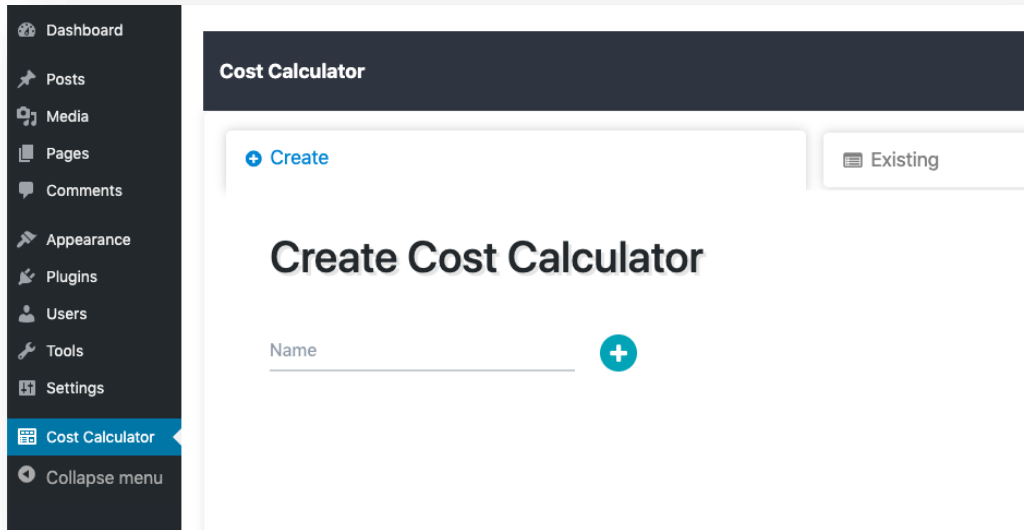 Dashboard
Posts
Media
Pages
Comments
Appearance
Plugins
Users
Tools
Settings
Cost Calculator
Collapse menu
Cost Calculator
Create
Existing
Create Cost Calculator
Name